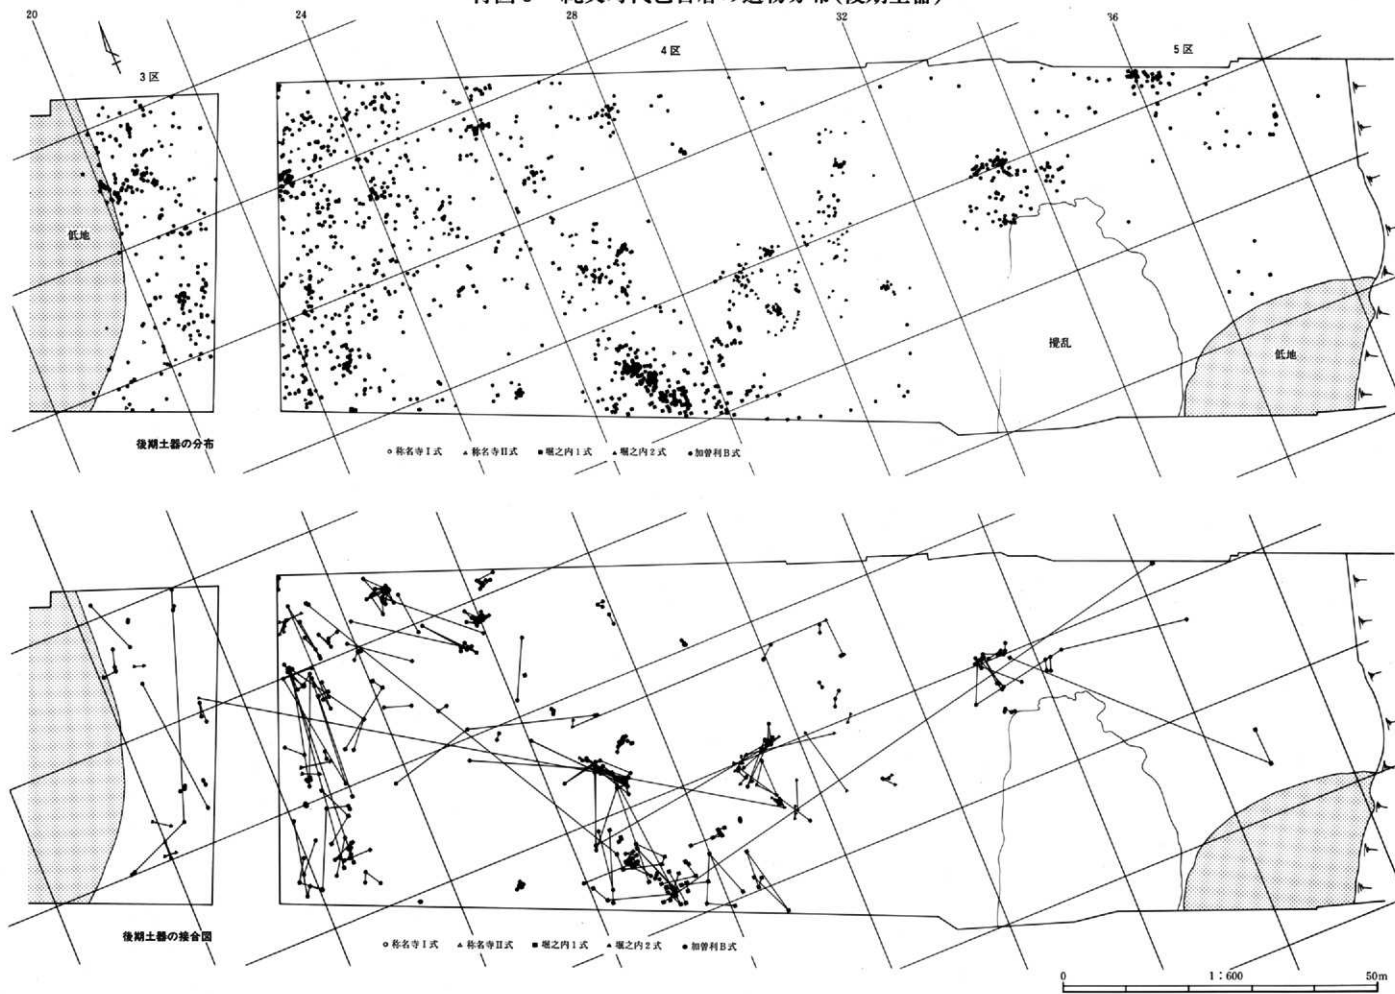 20
24
28
32
36
3区
4区
5区
低地
攪乱
低地
後期土器の分布
○ 称名寺Ⅰ式 ▲ 称名寺Ⅱ式 ■ 堀之内1式 ▲ 堀之内2式 ● 加曽利B式
後期土器の接合図
○ 称名寺Ⅰ式 ▲ 称名寺Ⅱ式 ■ 堀之内1式 ▲ 堀之内2式 ● 加曽利B式
0 1:600 50m